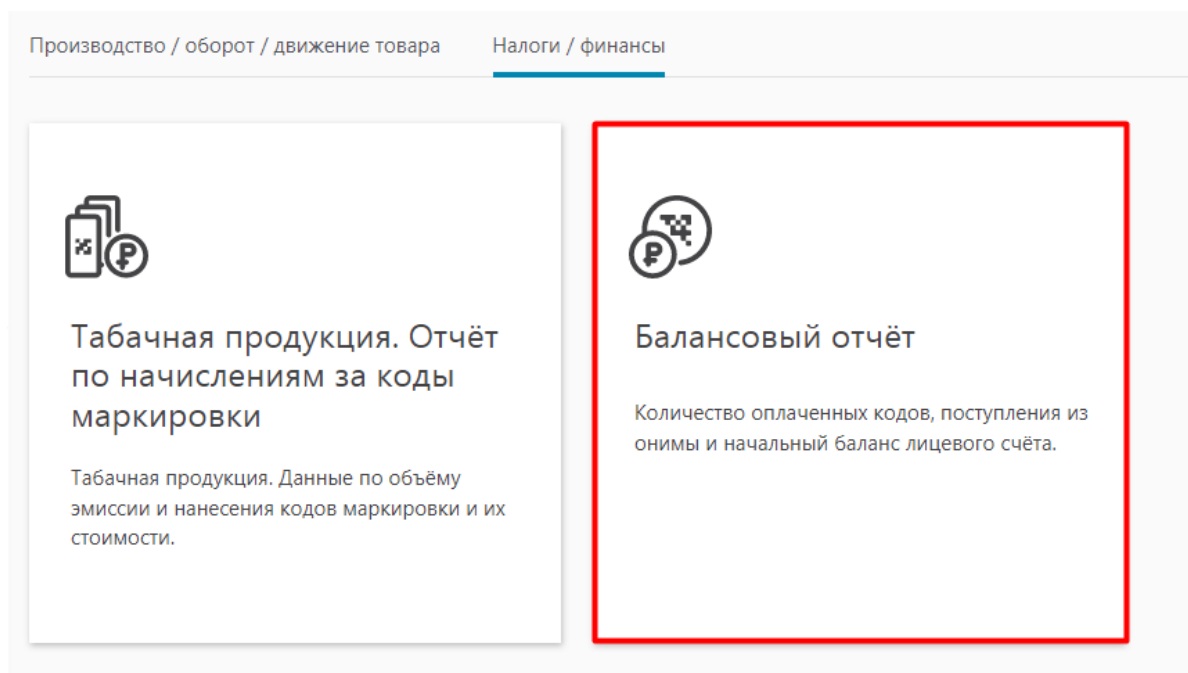 Производство / оборот / движение товара
Налоги / финансы
Табачная продукция. Отчёт
по начислениям за коды
маркировки
Табачная продукция. Данные по объёму
эмиссии и нанесения кодов маркировки и их
стоимости.
Балансовый отчёт
Количество оплаченных кодов, поступления из
онимы и начальный баланс лицевого счёта.